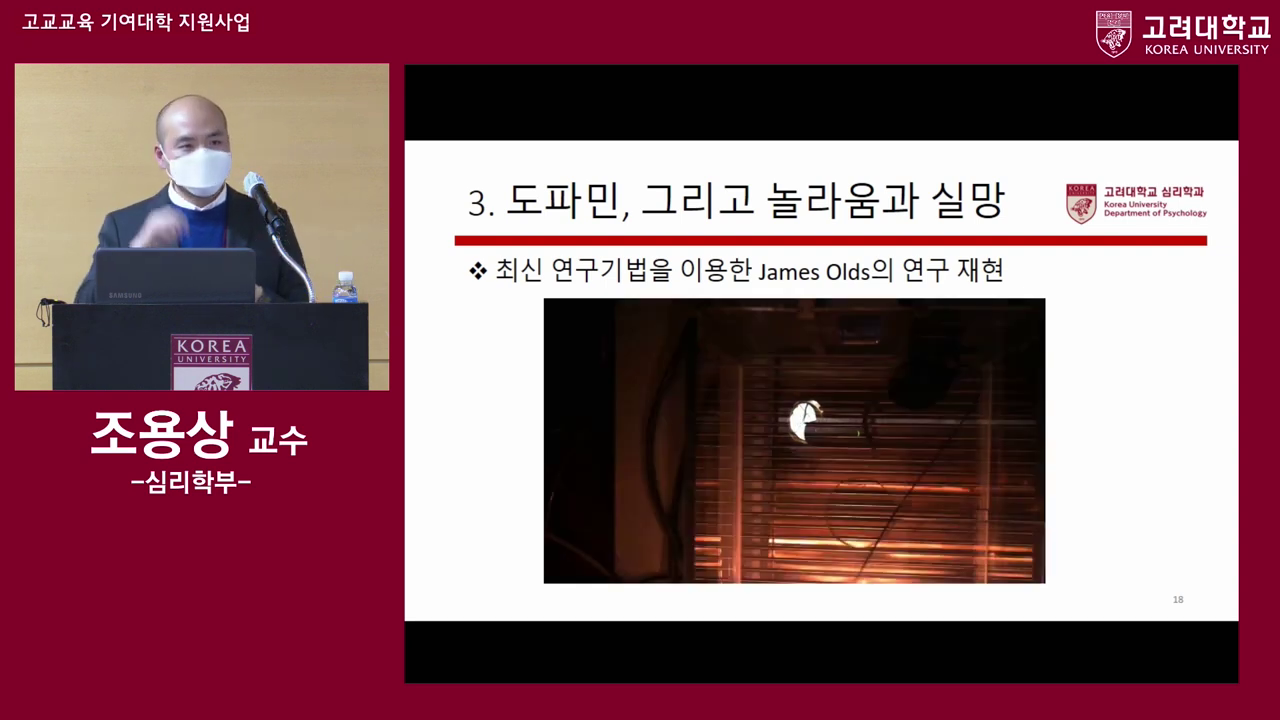 고교교육 기여대학 지원사업
고려대학교
KOREA UNIVERSITY
3. 도파민, 그리고 놀라움과 실망
KOREA
고려대학교 심리학과
Korea University
Department of Psychology
❖ 최신 연구기법을 이용한 James Olds의 연구 재현
SAMSUNG
KOREA
UNIVERSITY
조용상 교수
-심리학부-
18